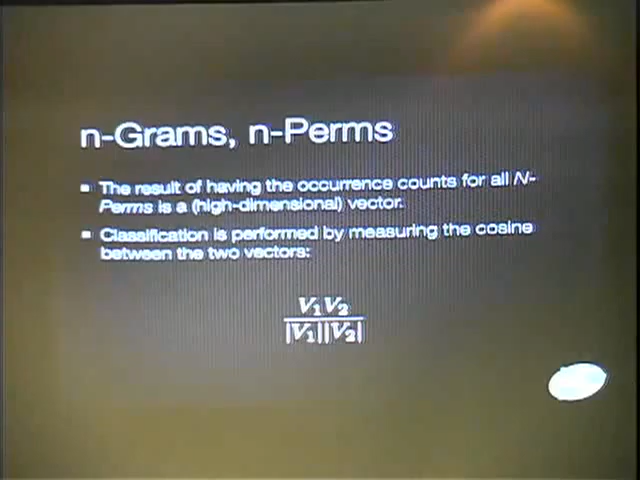 n-Grams, n-Perms
The result of having the occurrence counts for all N-
Perms is a (high-dimensional) vector.
Classification is performed by measuring the cosine
between the two vectors:
V₁V₂
|V₁||V₂|